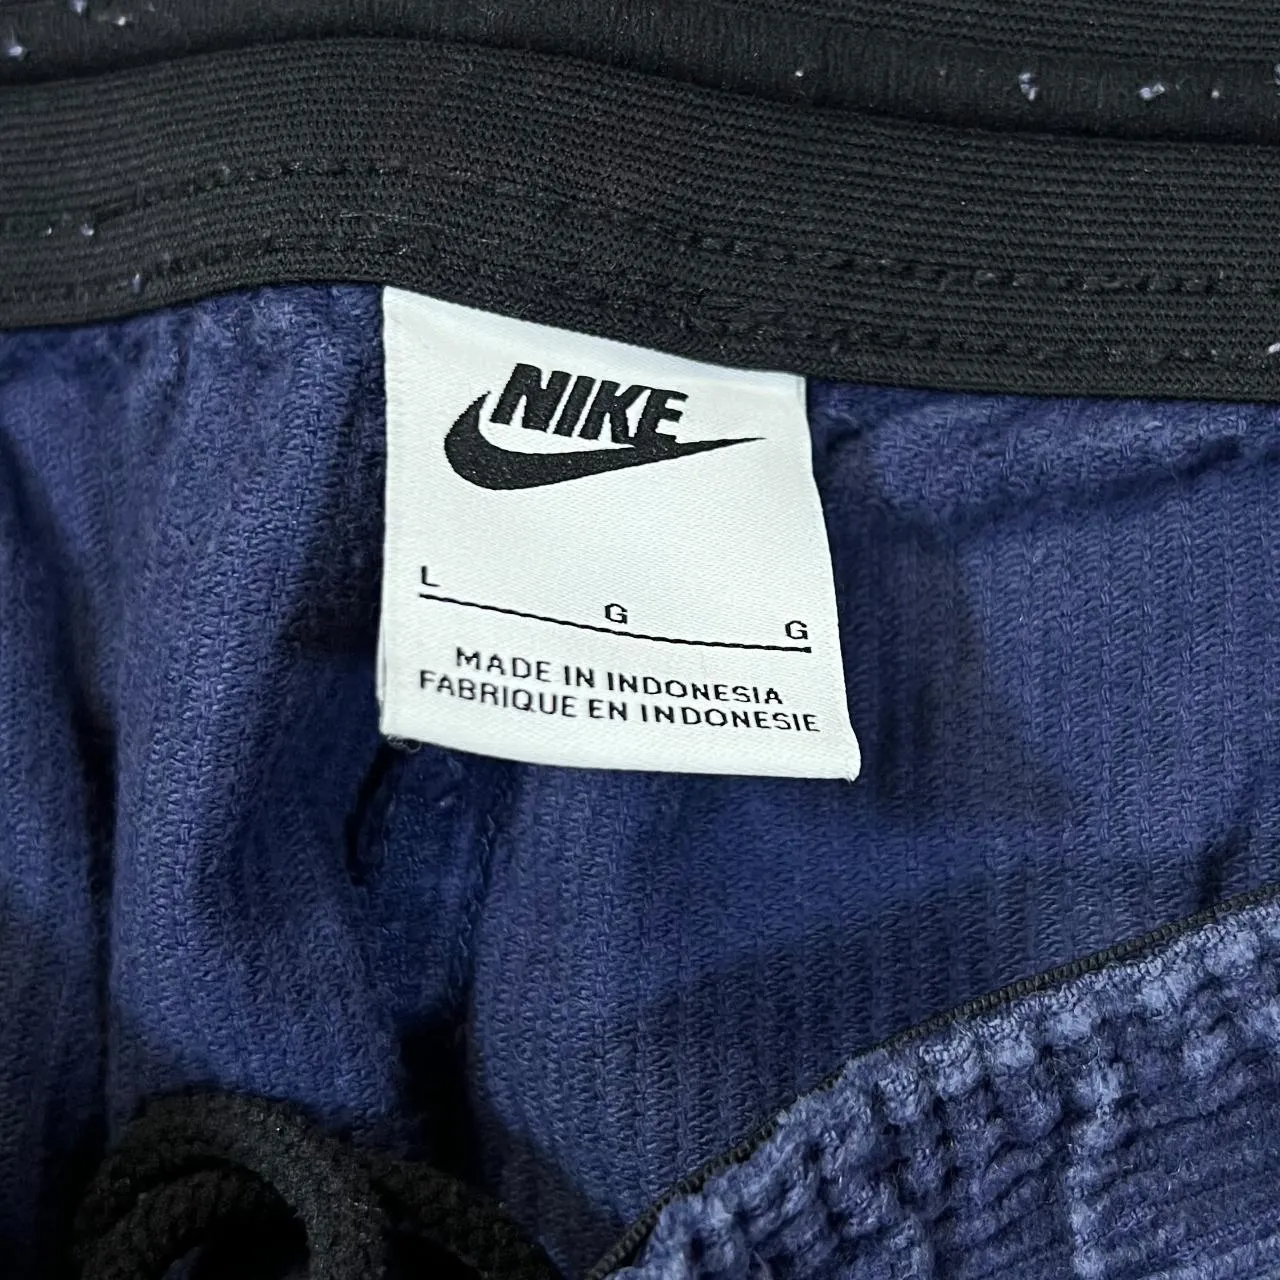 NIKE
L G G
MADE IN INDONESIA
FABRIQUE EN INDONESIE